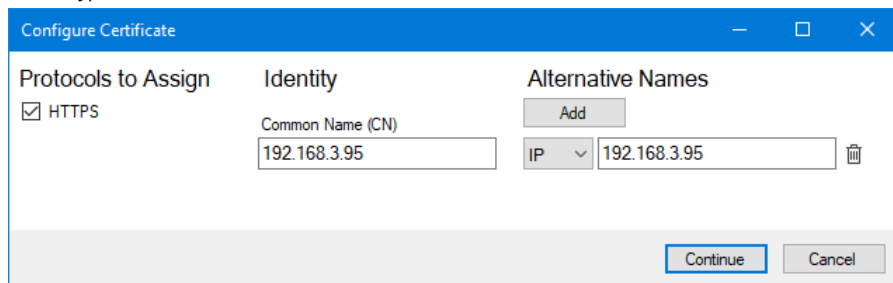 Configure Certificate
Protocols to Assign
HTTPS
Identity
Common Name (CN)
192.168.3.95
Alternative Names
Add
IP 192.168.3.95
Continue Cancel